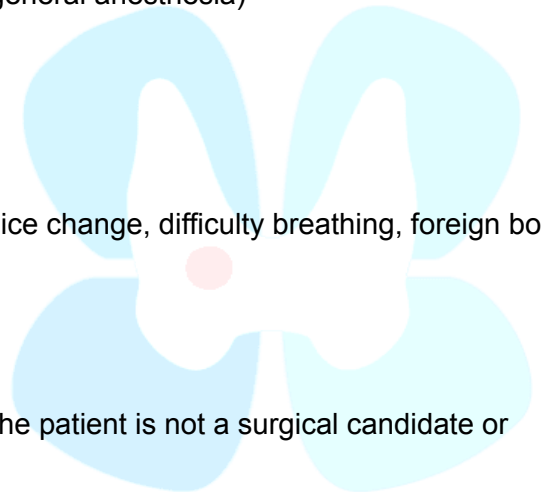 general anesthesia)
ice change, difficulty breathing, foreign bo
he patient is not a surgical candidate or